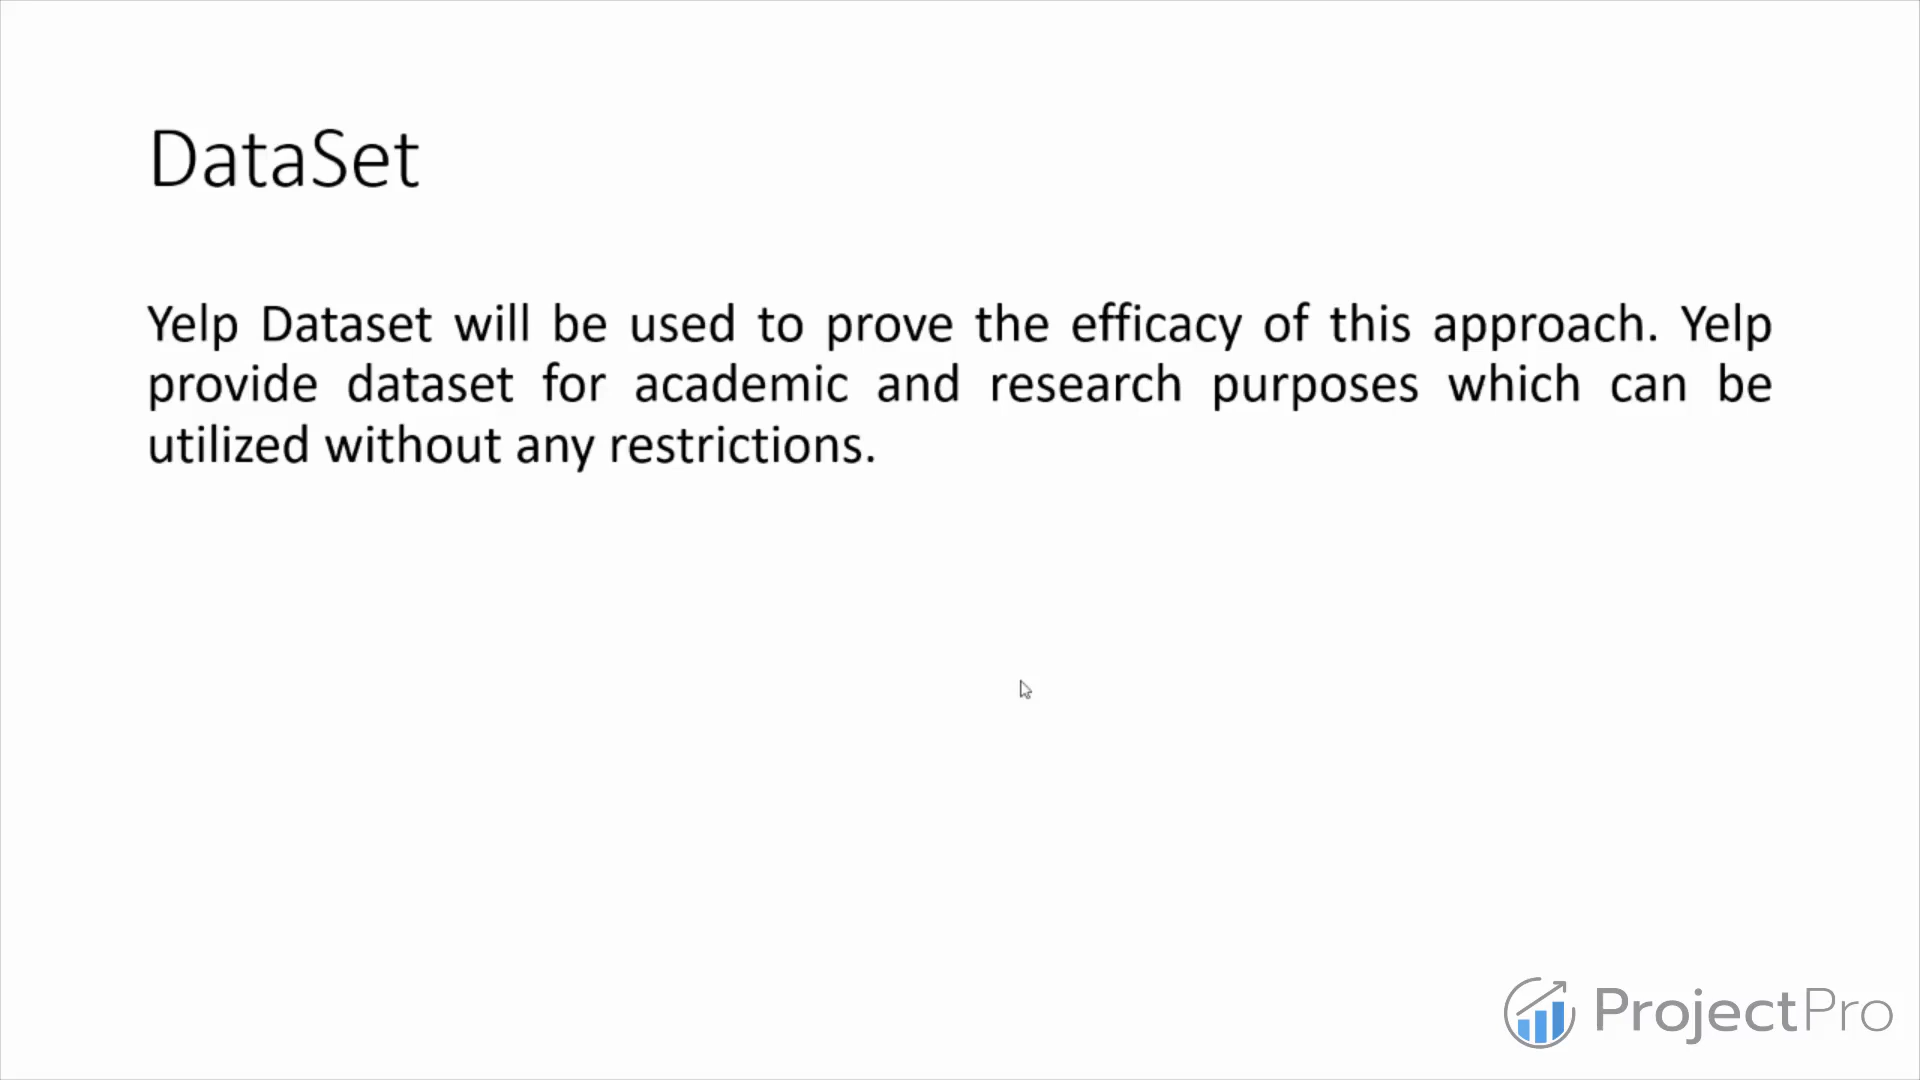 DataSet
Yelp Dataset will be used to prove the efficacy of this approach. Yelp
provide dataset for academic and research purposes which can be
utilized without any restrictions.
ProjectPro